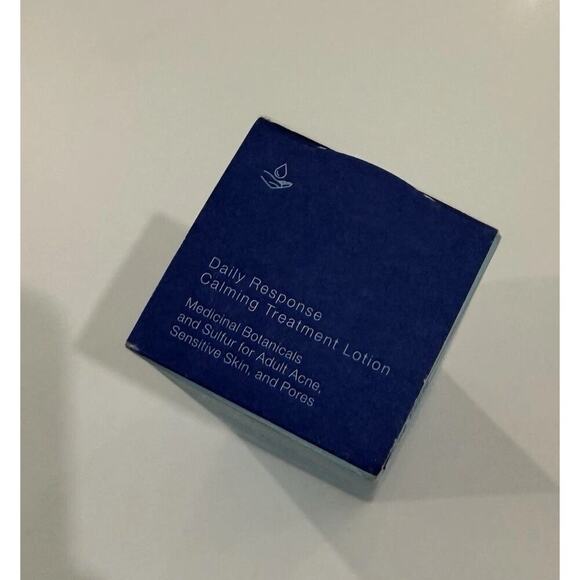 Daily Response
Calming Treatment Lotion
Medicinal Botanicals
and Sulfur for Adult Acne,
Sensitive Skin, and Pores